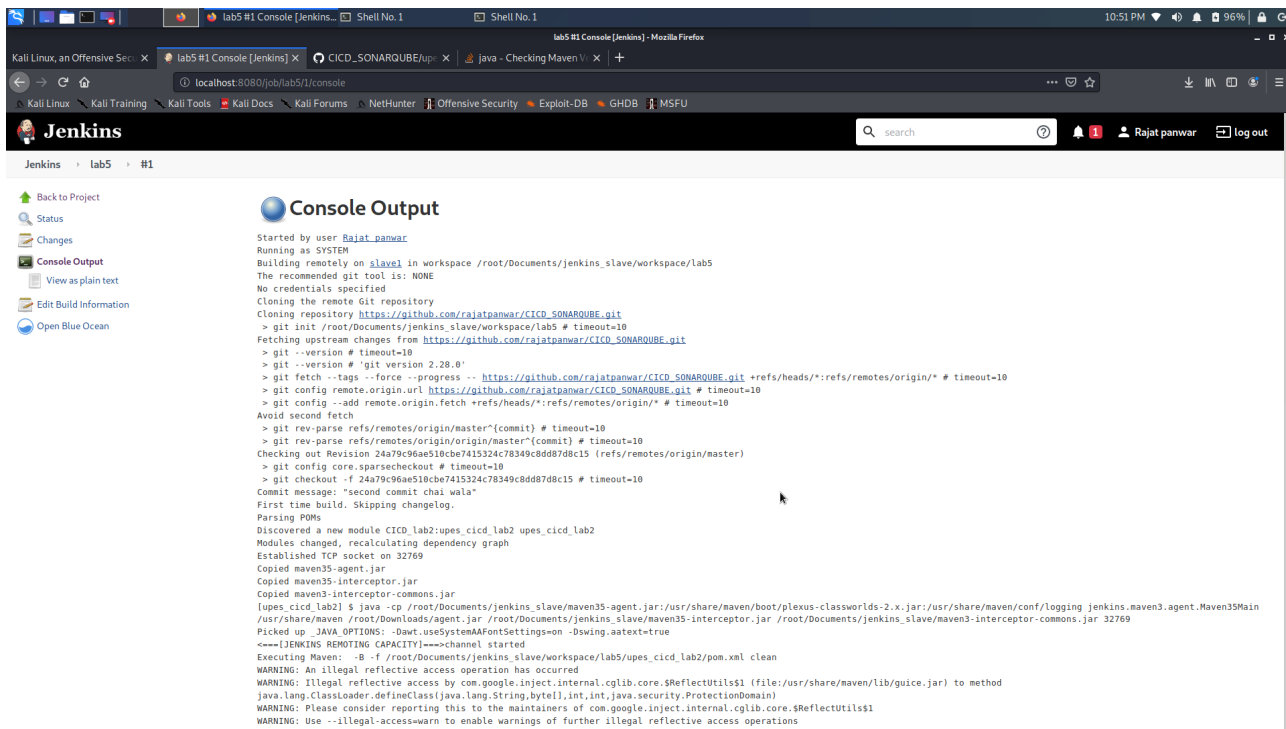 lab5 #1 Console [Jenkins...
Shell No. 1
Shell No. 1
10:51 PM
96%
lab5 #1 Console [Jenkins] - Mozilla Firefox
Kali Linux, an Offensive Secu
lab5 #1 Console [Jenkins]
CICD_SONARQUBE/upe
java - Checking Maven Ve
localhost:8080/job/lab5/1/console
Kali Linux
Kali Training
Kali Tools
Kali Docs
Kali Forums
NetHunter
Offensive Security
Exploit-DB
GHDB
MSFU
Jenkins
search
1
Rajat panwar
log out
Jenkins
lab5
#1
Back to Project
Status
Changes
Console Output
View as plain text
Edit Build Information
Open Blue Ocean
Console Output
Started by user Rajat panwar
Running as SYSTEM
Building remotely on slave1 in workspace /root/Documents/jenkins_slave/workspace/lab5
The recommended git tool is: NONE
No credentials specified
Cloning the remote Git repository
Cloning repository https://github.com/rajatpanwar/CICD_SONARQUBE.git
> git init /root/Documents/jenkins_slave/workspace/lab5 # timeout=10
Fetching upstream changes from https://github.com/rajatpanwar/CICD_SONARQUBE.git
> git --version # timeout=10
> git --version # 'git version 2.28.0'
> git fetch --tags --force --progress -- https://github.com/rajatpanwar/CICD_SONARQUBE.git +refs/heads/*:refs/remotes/origin/* # timeout=10
> git config remote.origin.url https://github.com/rajatpanwar/CICD_SONARQUBE.git # timeout=10
> git config --add remote.origin.fetch +refs/heads/*:refs/remotes/origin/* # timeout=10
Avoid second fetch
> git rev-parse refs/remotes/origin/master^{commit} # timeout=10
> git rev-parse refs/remotes/origin/origin/master^{commit} # timeout=10
Checking out Revision 24a79c96ae510cbe7415324c78349c8dd87d8c15 (refs/remotes/origin/master)
> git config core.sparsecheckout # timeout=10
> git checkout -f 24a79c96ae510cbe7415324c78349c8dd87d8c15 # timeout=10
Commit message: "second commit chai wala"
First time build. Skipping changelog.
Parsing POMs
Discovered a new module CICD_lab2:upes_cicd_lab2 upes_cicd_lab2
Modules changed, recalculating dependency graph
Established TCP socket on 32769
Copied maven35-agent.jar
Copied maven35-interceptor.jar
Copied maven3-interceptor-commons.jar
[upes_cicd_lab2] $ java -cp /root/Documents/jenkins_slave/maven35-agent.jar:/usr/share/maven/boot/plexus-classworlds-2.x.jar:/usr/share/maven/conf/logging jenkins.maven3.agent.Maven35Main
/usr/share/maven /root/Downloads/agent.jar /root/Documents/jenkins_slave/maven35-interceptor.jar /root/Documents/jenkins_slave/maven3-interceptor-commons.jar 32769
Picked up _JAVA_OPTIONS: -Dawt.useSystemAAFontSettings=on -Dswing.aatext=true
<===[JENKINS REMOTING CAPACITY]===>channel started
Executing Maven:  -B -f /root/Documents/jenkins_slave/workspace/lab5/upes_cicd_lab2/pom.xml clean
WARNING: An illegal reflective access operation has occurred
WARNING: Illegal reflective access by com.google.inject.internal.cglib.core.$ReflectUtils$1 (file:/usr/share/maven/lib/guice.jar) to method
java.lang.ClassLoader.defineClass(java.lang.String,byte[],int,int,java.security.ProtectionDomain)
WARNING: Please consider reporting this to the maintainers of com.google.inject.internal.cglib.core.$ReflectUtils$1
WARNING: Use --illegal-access=warn to enable warnings of further illegal reflective access operations